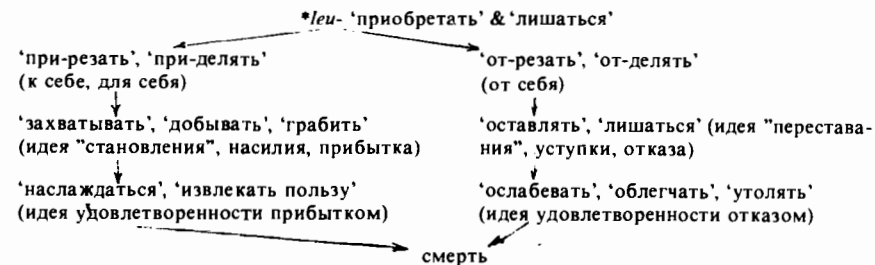 *leu- ‘приобретать’ & ‘лишаться’
‘при-резать’, ‘при-делять’
(к себе, для себя)
‘от-резать’, ‘от-делять’
(от себя)
‘захватывать’, ‘добывать’, ‘грабить’
(идея "становления", насилия, прибытка)
‘оставлять’, ‘лишаться’ (идея "перестава-
ния", уступки, отказа)
‘наслаждаться’, ‘извлекать пользу’
(идея удовлетворенности прибытком)
‘ослабевать’, ‘облегчать’, ‘утолять’
(идея удовлетворенности отказом)
смерть